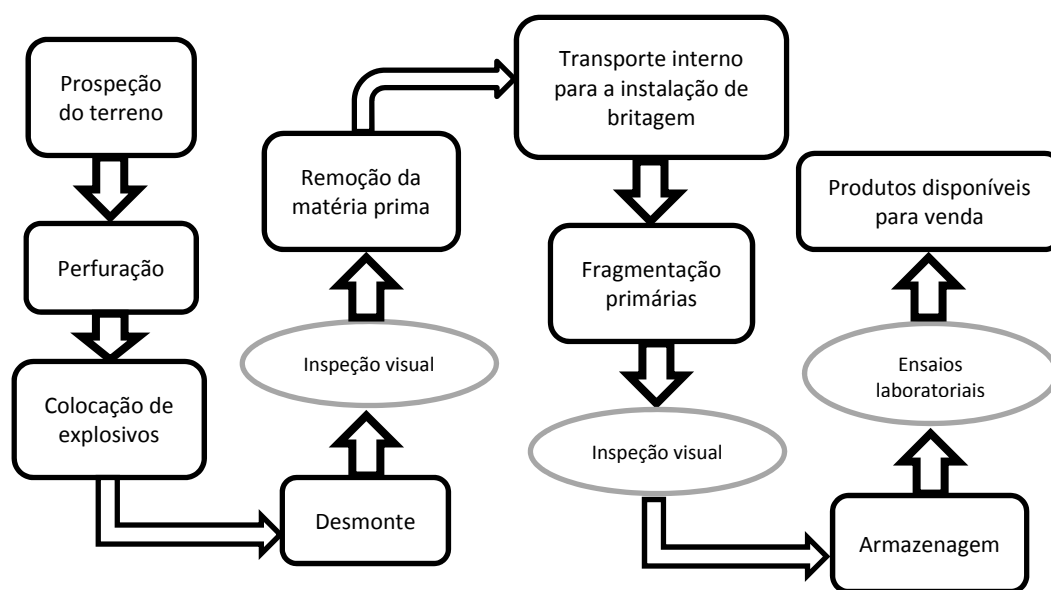 Prospeção
do terreno
Perfuração
Colocação de
explosivos
Desmonte
Inspeção visual
Remoção da
matéria prima
Transporte interno
para a instalação de
britagem
Fragmentação
primárias
Inspeção visual
Armazenagem
Ensaios
laboratoriais
Produtos disponíveis
para venda